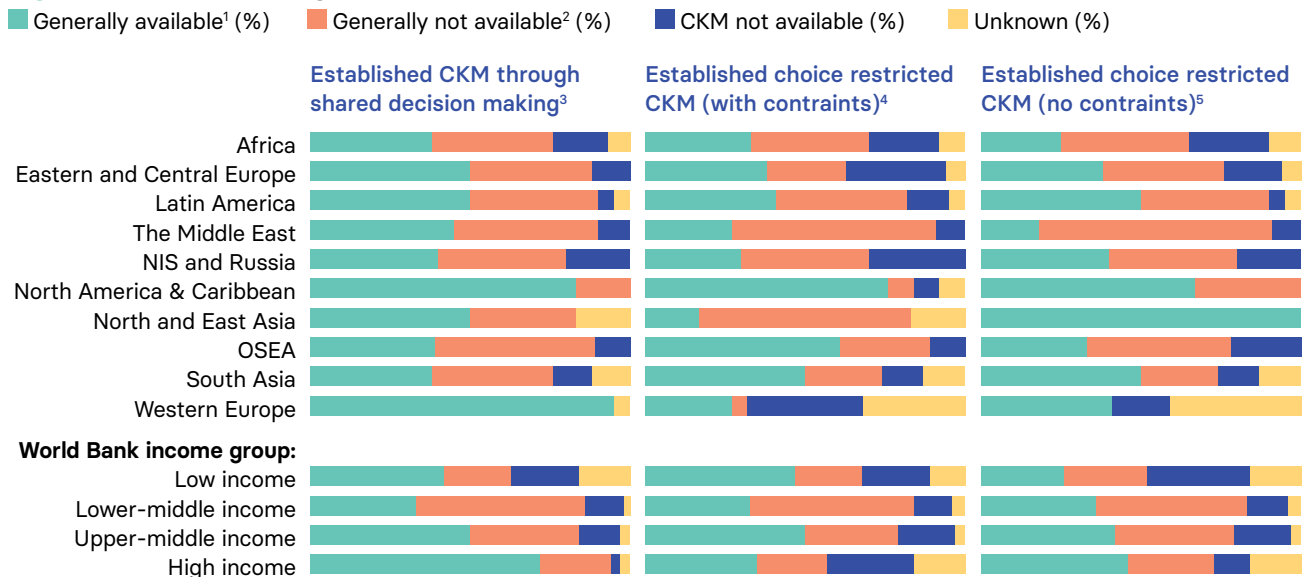 Generally available¹ (%) Generally not available² (%) CKM not available (%) Unknown (%)
Established CKM through shared decision making³
Established choice restricted CKM (with contraints)⁴
Established choice restricted CKM (no contraints)⁵
Africa
Eastern and Central Europe
Latin America
The Middle East
NIS and Russia
North America & Caribbean
North and East Asia
OSEA
South Asia
Western Europe
World Bank income group:
Low income
Lower-middle income
Upper-middle income
High income